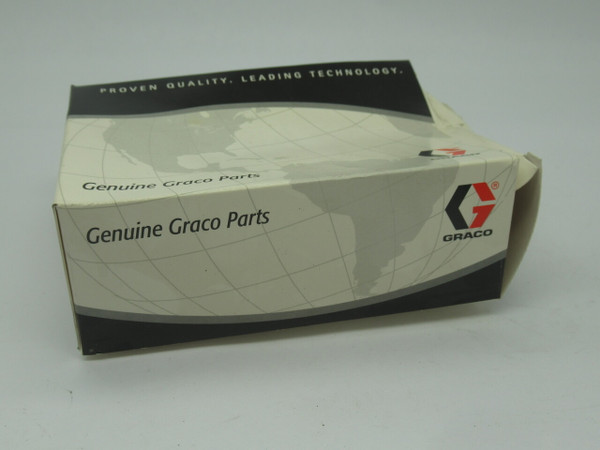 PROVEN QUALITY. LEADING TECHNOLOGY.
Genuine Graco Parts
Genuine Graco Parts
GRACO